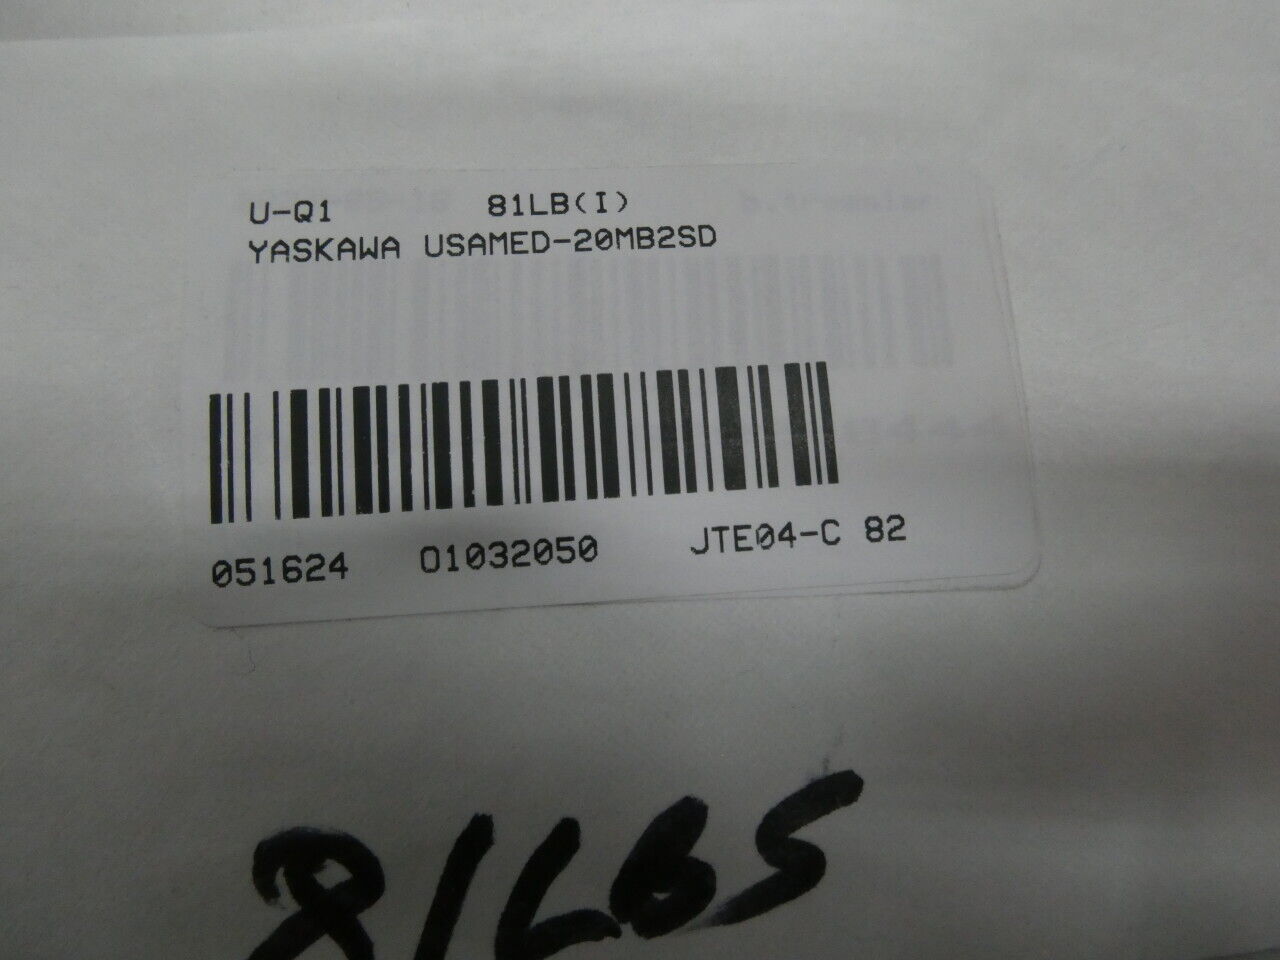 U-Q1 81LB(I)
YASKAWA USAMED-20MB2SD
051624 01032050 JTE04-C 82
81LBS